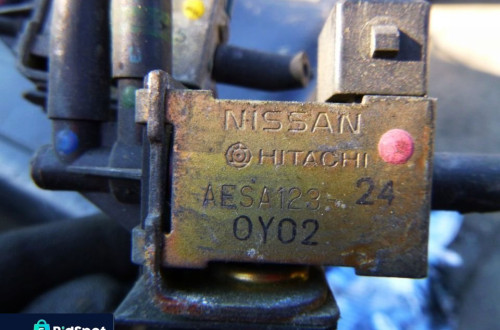 NISSAN
HITACHI
AESA123-24
0Y02
BidSpot